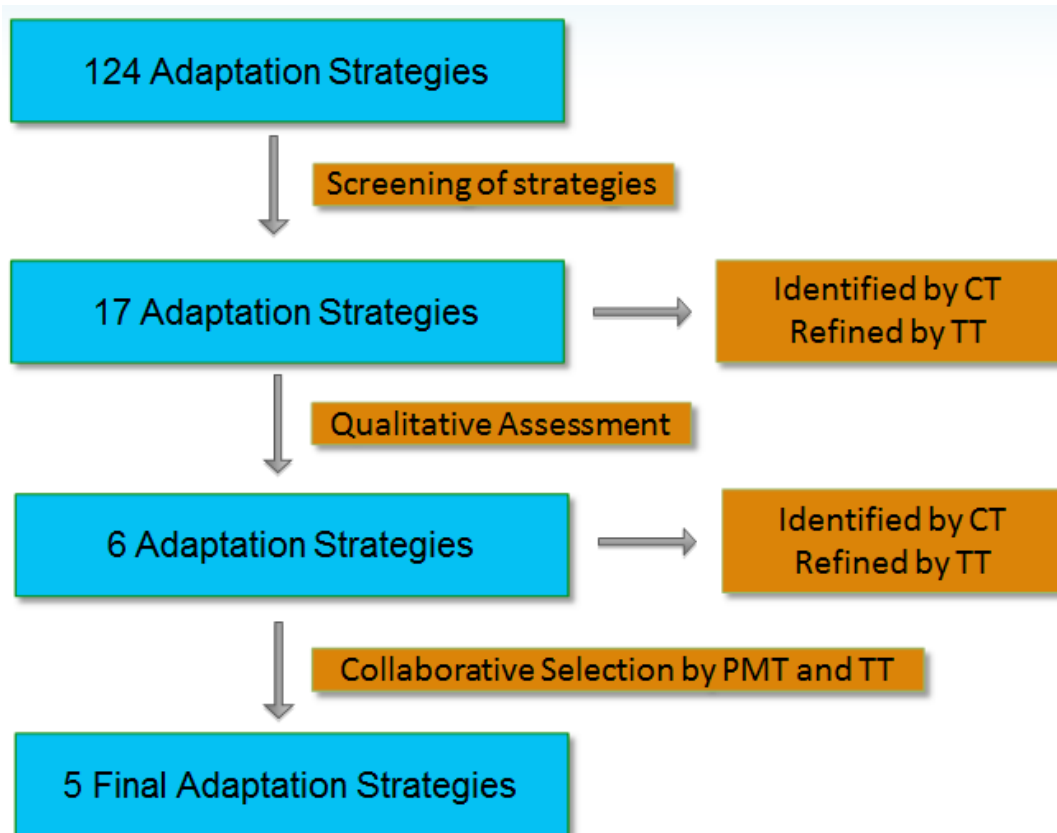 124 Adaptation Strategies
Screening of strategies
17 Adaptation Strategies
Identified by CT
Refined by TT
Qualitative Assessment
6 Adaptation Strategies
Identified by CT
Refined by TT
Collaborative Selection by PMT and TT
5 Final Adaptation Strategies